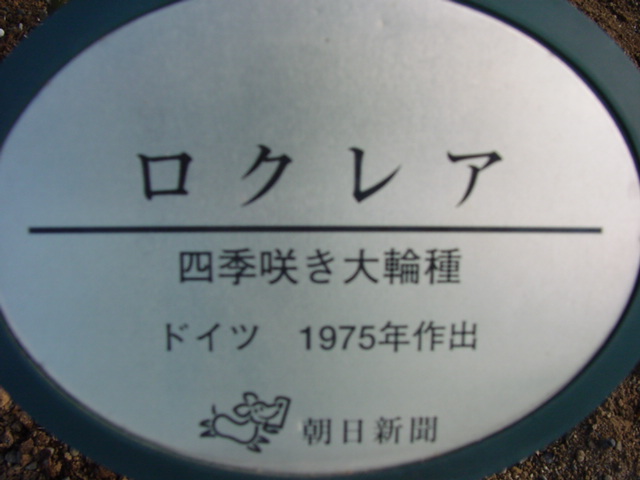 ロクレア
四季咲き大輪種
ドイツ　1975年作出
朝日新聞